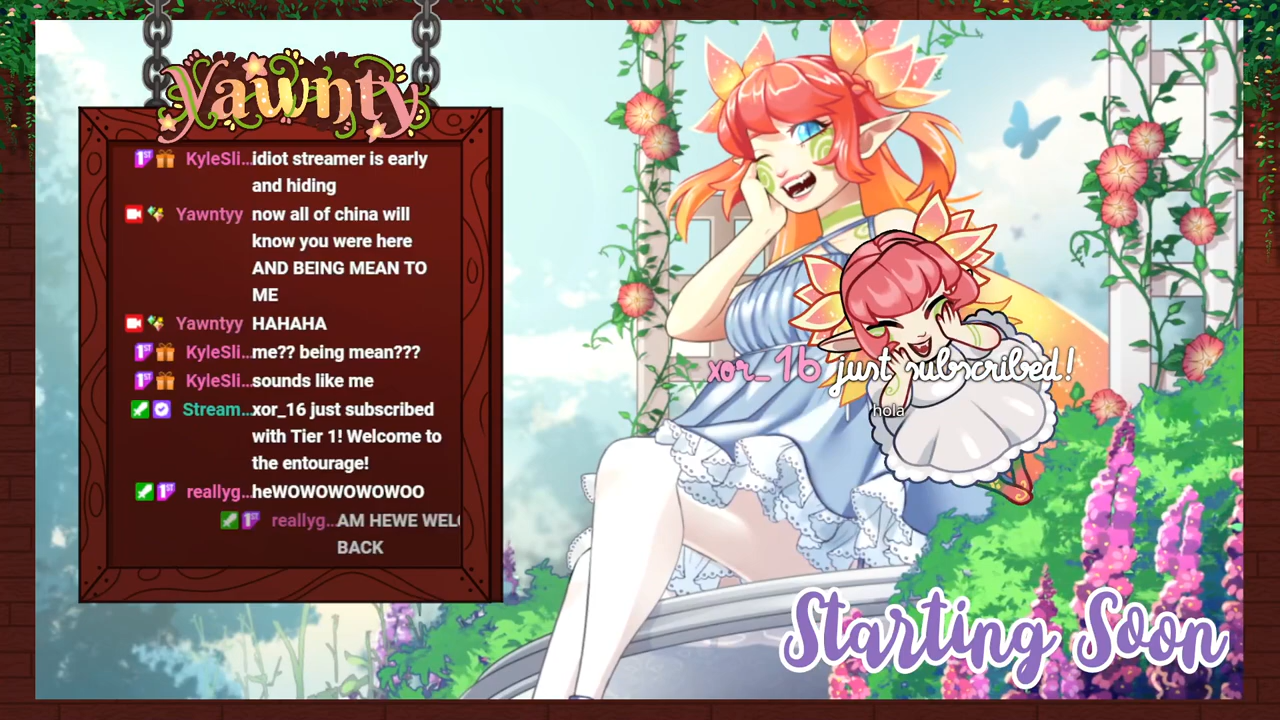 Yawnty
KyleSli...idiot streamer is early
and hiding
Yawntyy now all of china will
know you were here
AND BEING MEAN TO
ME
Yawntyy HAHAHA
KyleSli...me?? being mean???
KyleSli...sounds like me
Stream...xor_16 just subscribed
with Tier 1! Welcome to
the entourage!
reallyg...heWOWOWOWOWOO
reallyg...AM HEWE WEL
BACK
xor_16 just subscribed!
hola
Starting Soon